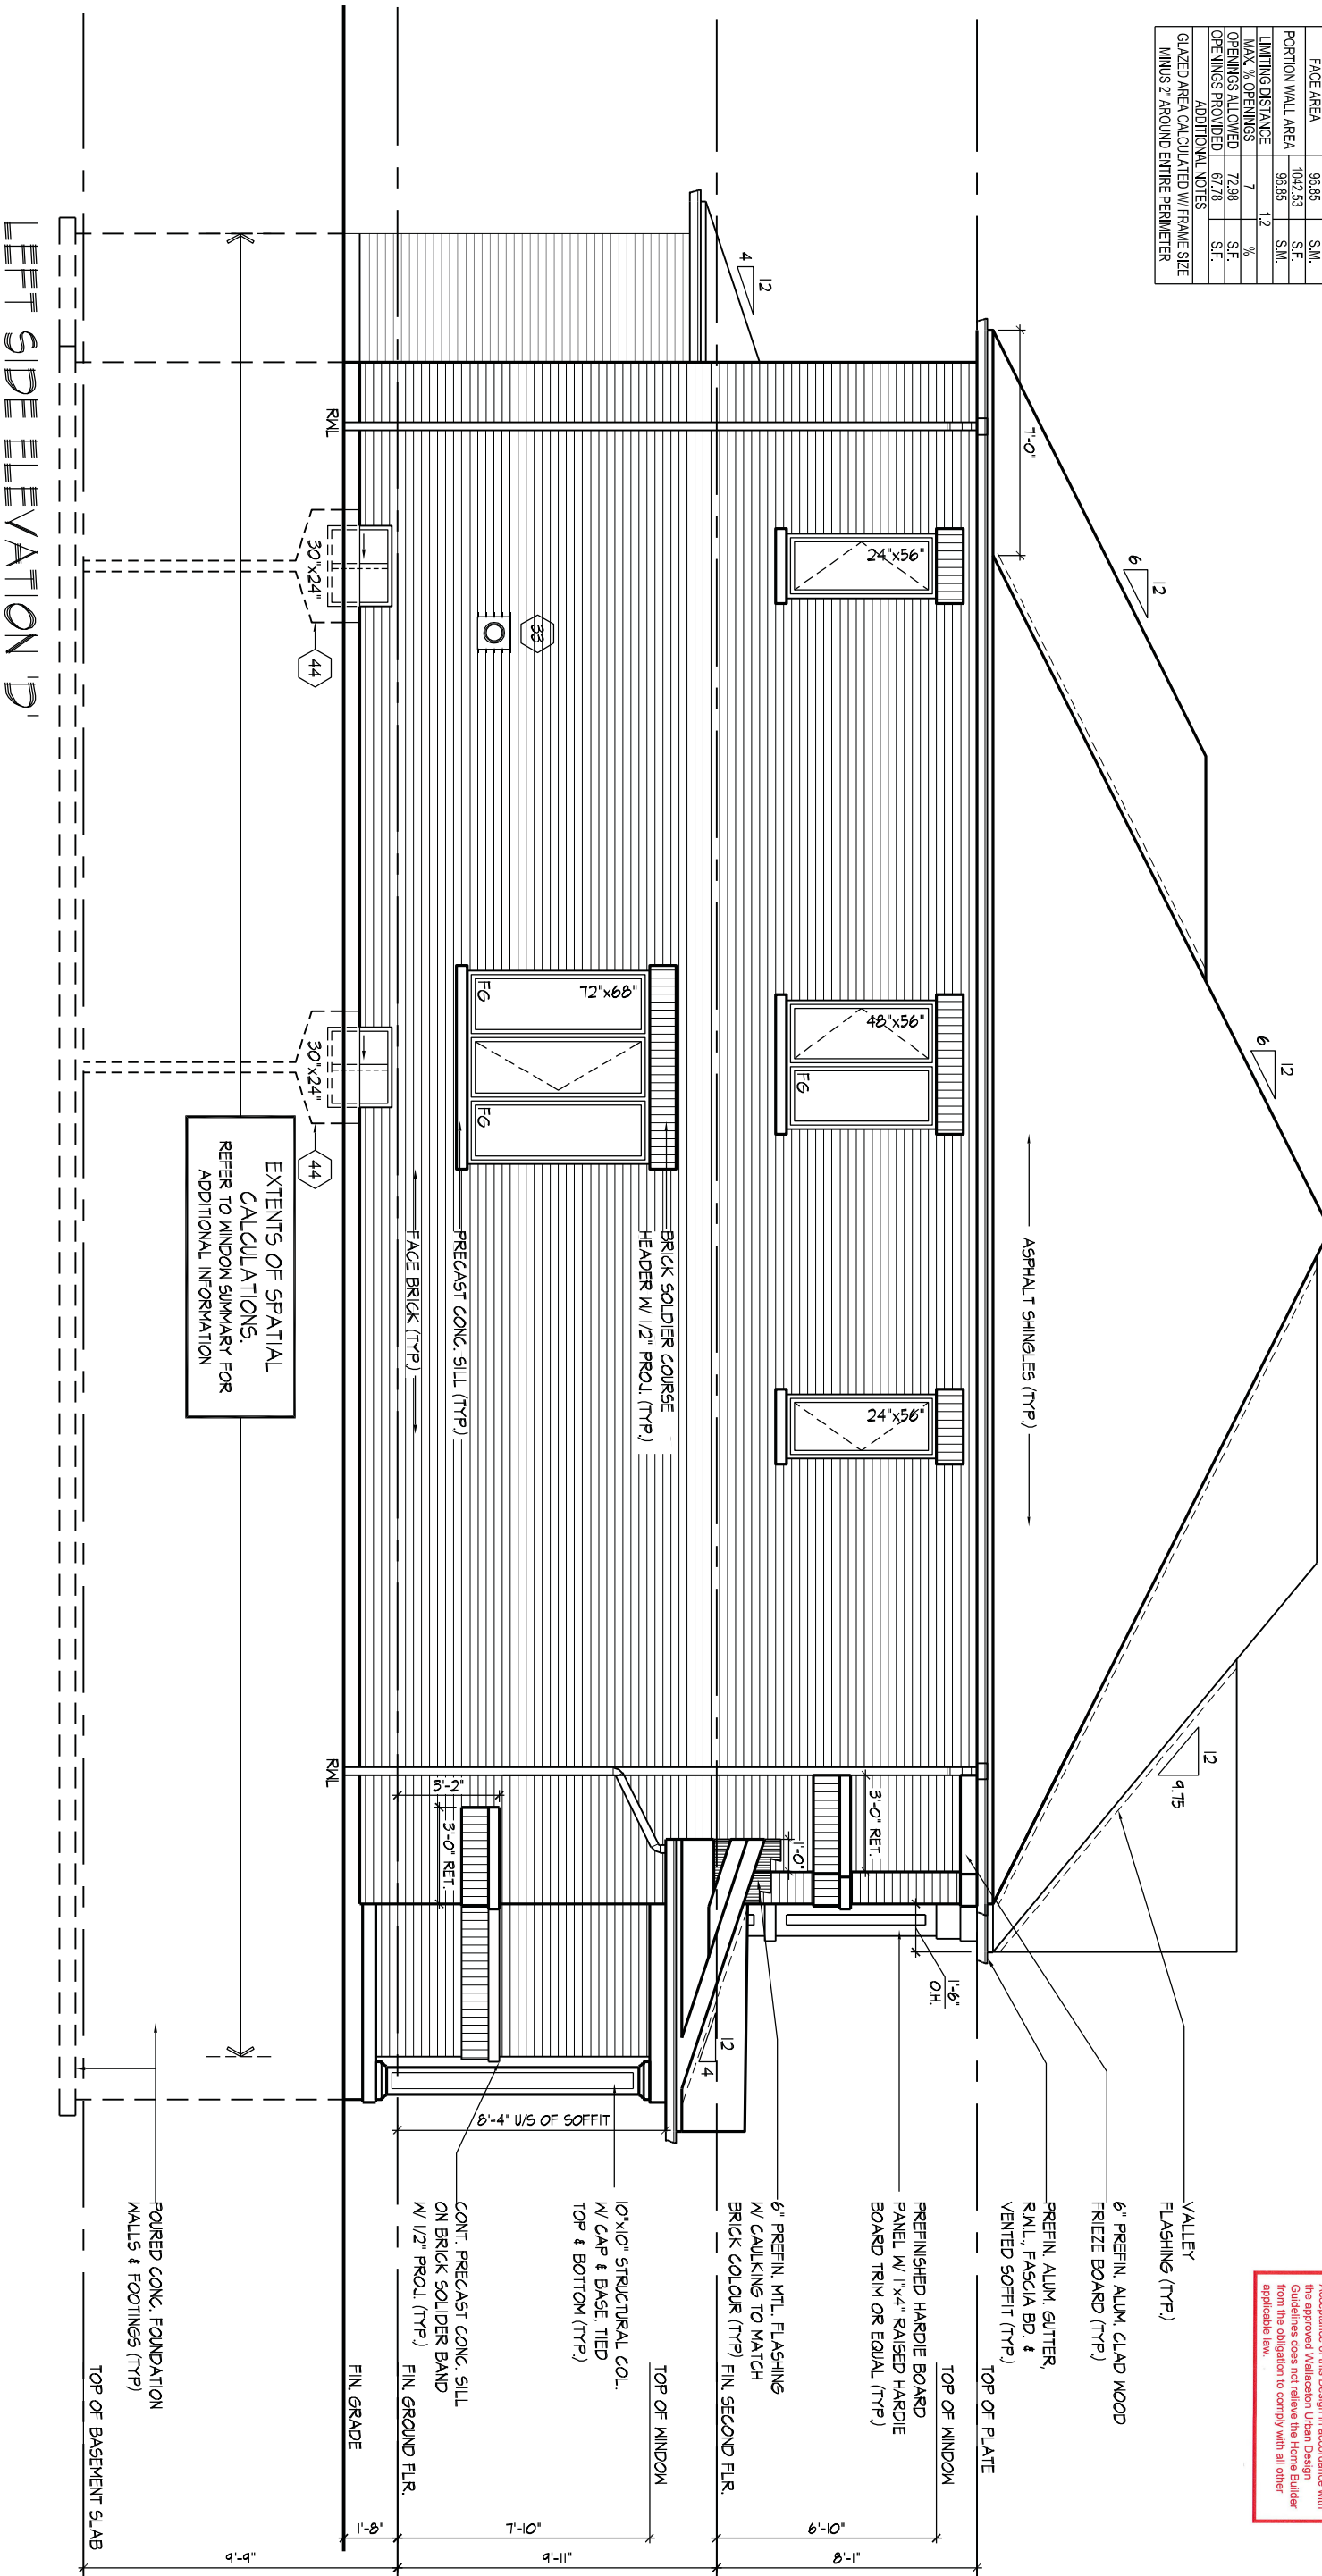 FACE AREA 96.85 S.M.
PORTION WALL AREA 1042.53 S.F.
96.85 S.M.
LIMITING DISTANCE 1.2
MAX. % OPENINGS 7 %
OPENINGS ALLOWED 72.98 S.F.
OPENINGS PROVIDED 67.78 S.F.
ADDITIONAL NOTES
GLAZED AREA CALCULATED W/ FRAME SIZE
MINUS 2" AROUND ENTIRE PERIMETER
the approved Wallaceton Urban Design
Guidelines does not relieve the Home Builder
from the obligation to comply with all other
applicable law.
12
6
12
6
12
9.75
12
4
12
4
7'-0"
ASPHALT SHINGLES (TYP.)
VALLEY
FLASHING (TYP.)
6" PREFIN. ALUM. CLAD WOOD
FRIEZE BOARD (TYP.)
PREFIN. ALUM. GUTTER,
R.W.L., FASCIA BD. &
VENTED SOFFIT (TYP.)
PREFINISHED HARDIE BOARD
PANEL W/ 1"x4" RAISED HARDIE
BOARD TRIM OR EQUAL (TYP.)
6" PREFIN. MTL. FLASHING
W/ CAULKING TO MATCH
BRICK COLOUR (TYP)
10"x10" STRUCTURAL COL.
W/ CAP & BASE, TIED
TOP & BOTTOM (TYP.)
CONT. PRECAST CONC. SILL
ON BRICK SOLIDER BAND
W/ 1/2" PROJ. (TYP.)
POURED CONC. FOUNDATION
WALLS & FOOTINGS (TYP)
TOP OF PLATE
TOP OF WINDOW
FIN. SECOND FLR.
TOP OF WINDOW
FIN. GROUND FLR.
FIN. GRADE
TOP OF BASEMENT SLAB
8'-1"
6'-10"
9'-11"
7'-10"
1'-8"
9'-9"
24"x56"
48"x56"
FG
24"x56"
72"x68"
FG
FG
33
BRICK SOLDIER COURSE
HEADER W/ 1/2" PROJ. (TYP.)
PRECAST CONC. SILL (TYP.)
FACE BRICK (TYP.)
3'-0" RET.
1'-0"
1'-6"
O.H.
3'-2"
3'-0" RET.
8'-4" U/S OF SOFFIT
RWL
RWL
30"x24"
44
30"x24"
44
EXTENTS OF SPATIAL
CALCULATIONS.
REFER TO WINDOW SUMMARY FOR
ADDITIONAL INFORMATION
LEFT SIDE ELEVATION 'D'